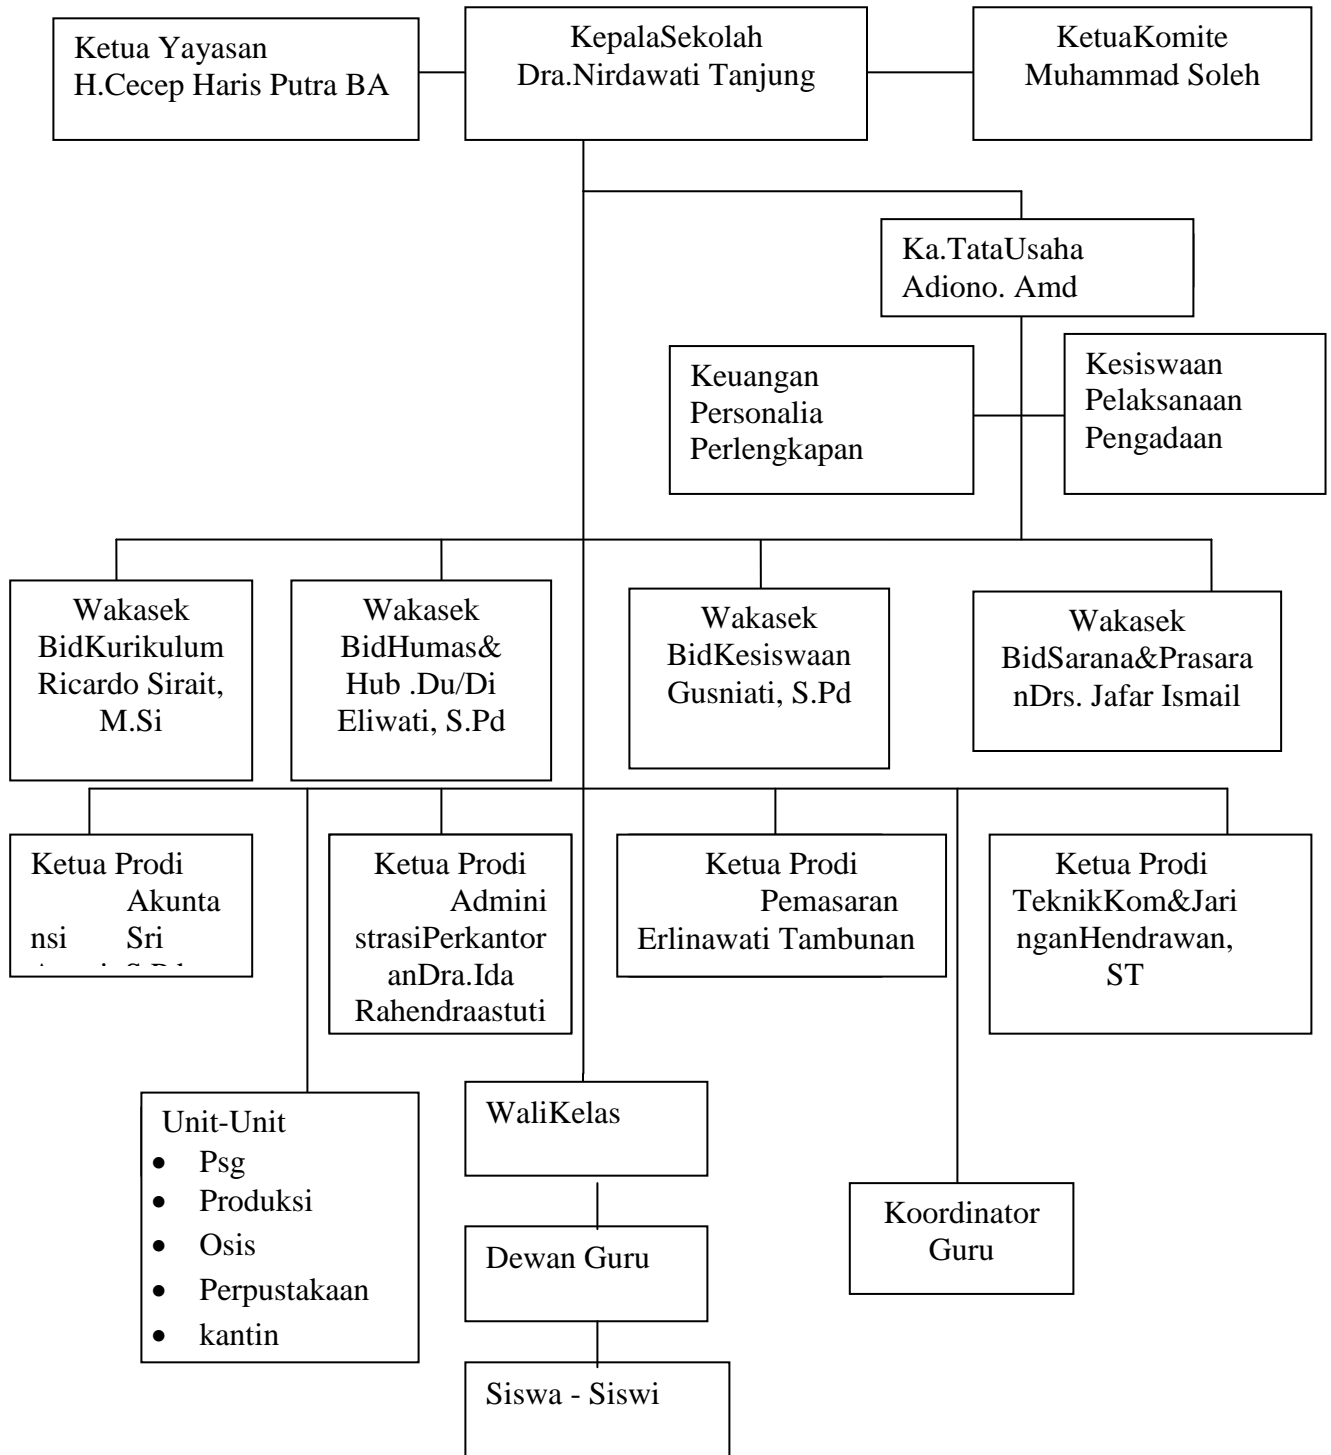 Ketua Yayasan
H.Cecep Haris Putra BA
KepalaSekolah
Dra.Nirdawati Tanjung
KetuaKomite
Muhammad Soleh
Ka.TataUsaha
Adiono. Amd
Keuangan
Personalia
Perlengkapan
Kesiswaan
Pelaksanaan
Pengadaan
Wakasek
BidKurikulum
Ricardo Sirait,
M.Si
Wakasek
BidHumas&
Hub .Du/Di
Eliwati, S.Pd
Wakasek
BidKesiswaan
Gusniati, S.Pd
Wakasek
BidSarana&Prasara
nDrs. Jafar Ismail
Ketua Prodi
Akunta
nsi Sri
Ketua Prodi
Admini
strasiPerkantor
anDra.Ida
Rahendraastuti
Ketua Prodi
Pemasaran
Erlinawati Tambunan
Ketua Prodi
TeknikKom&Jari
nganHendrawan,
ST
Unit-Unit
• Psg
• Produksi
• Osis
• Perpustakaan
• kantin
WaliKelas
Dewan Guru
Siswa - Siswi
Koordinator
Guru